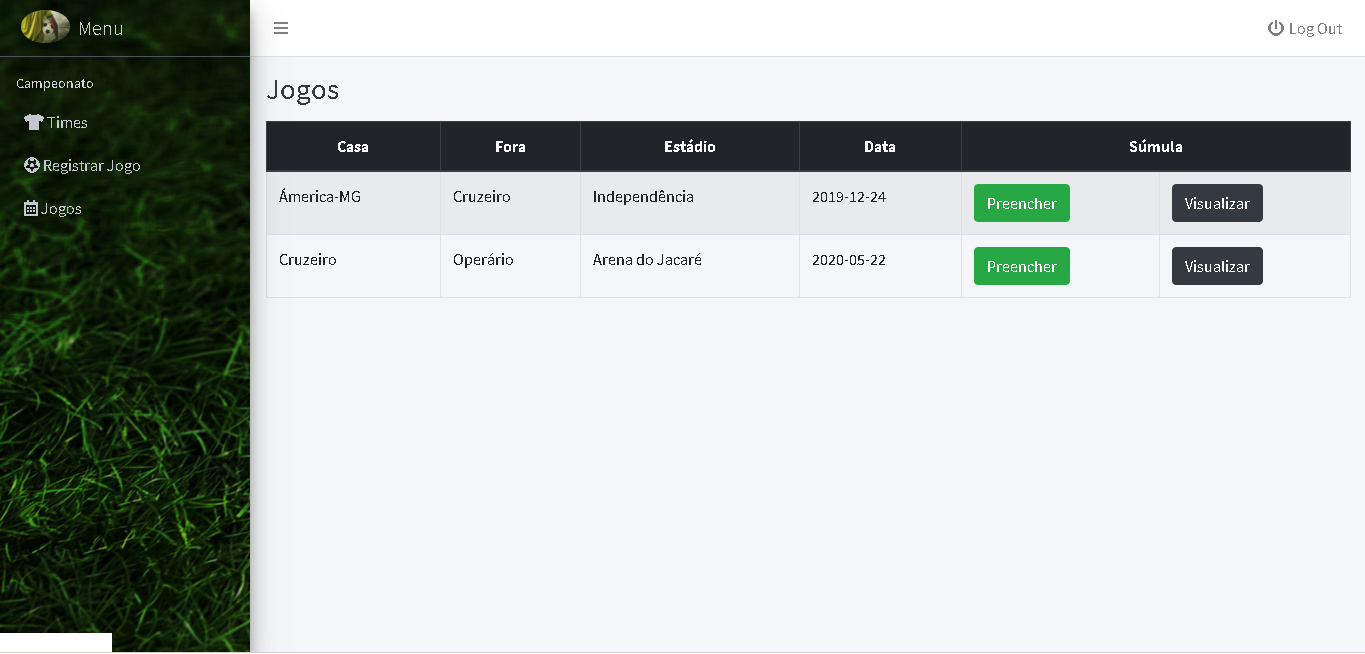 Menu
Log Out
Campeonato
Times
Registrar Jogo
Jogos
Jogos
Casa Fora Estádio Data Súmula
Ámerica-MG Cruzeiro Independência 2019-12-24 Preencher Visualizar
Cruzeiro Operário Arena do Jacaré 2020-05-22 Preencher Visualizar